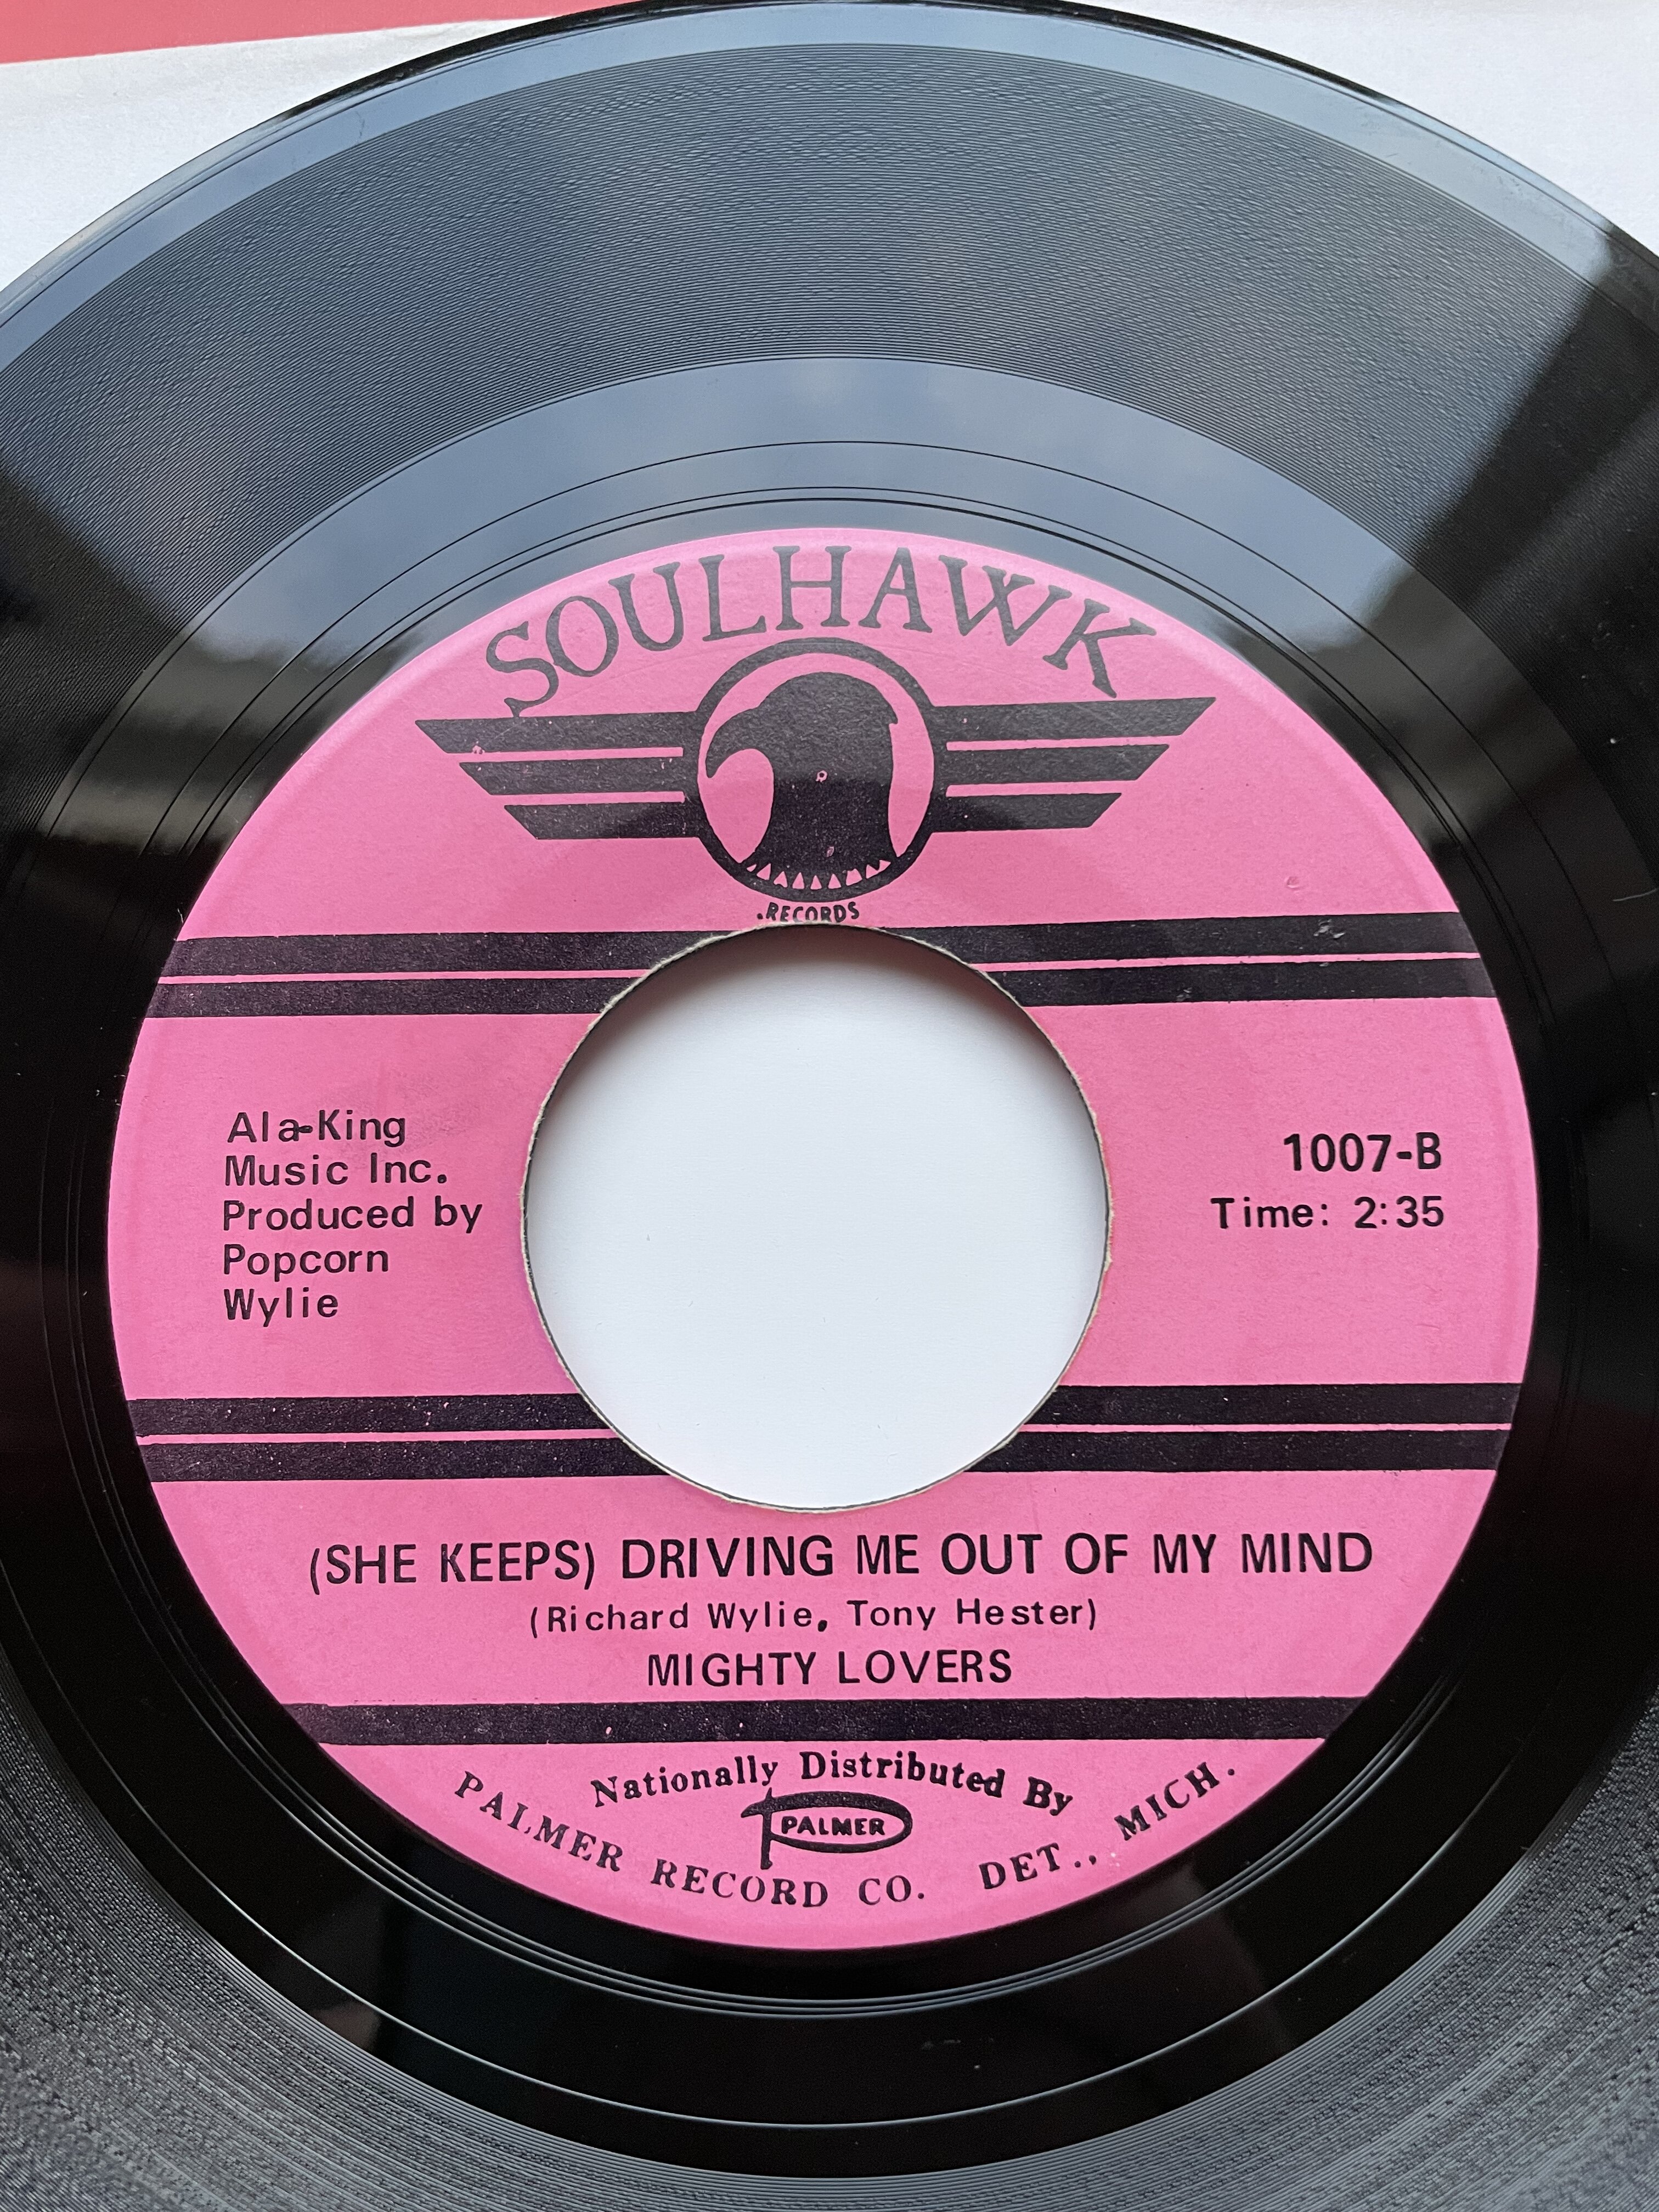 SOULHAWK
.RECORDS
Ala-King
Music Inc.
Produced by
Popcorn
Wylie
1007-B
Time: 2:35
(SHE KEEPS) DRIVING ME OUT OF MY MIND
(Richard Wylie, Tony Hester)
MIGHTY LOVERS
Nationally Distributed By
PALMER
PALMER RECORD CO. DET., MICH.